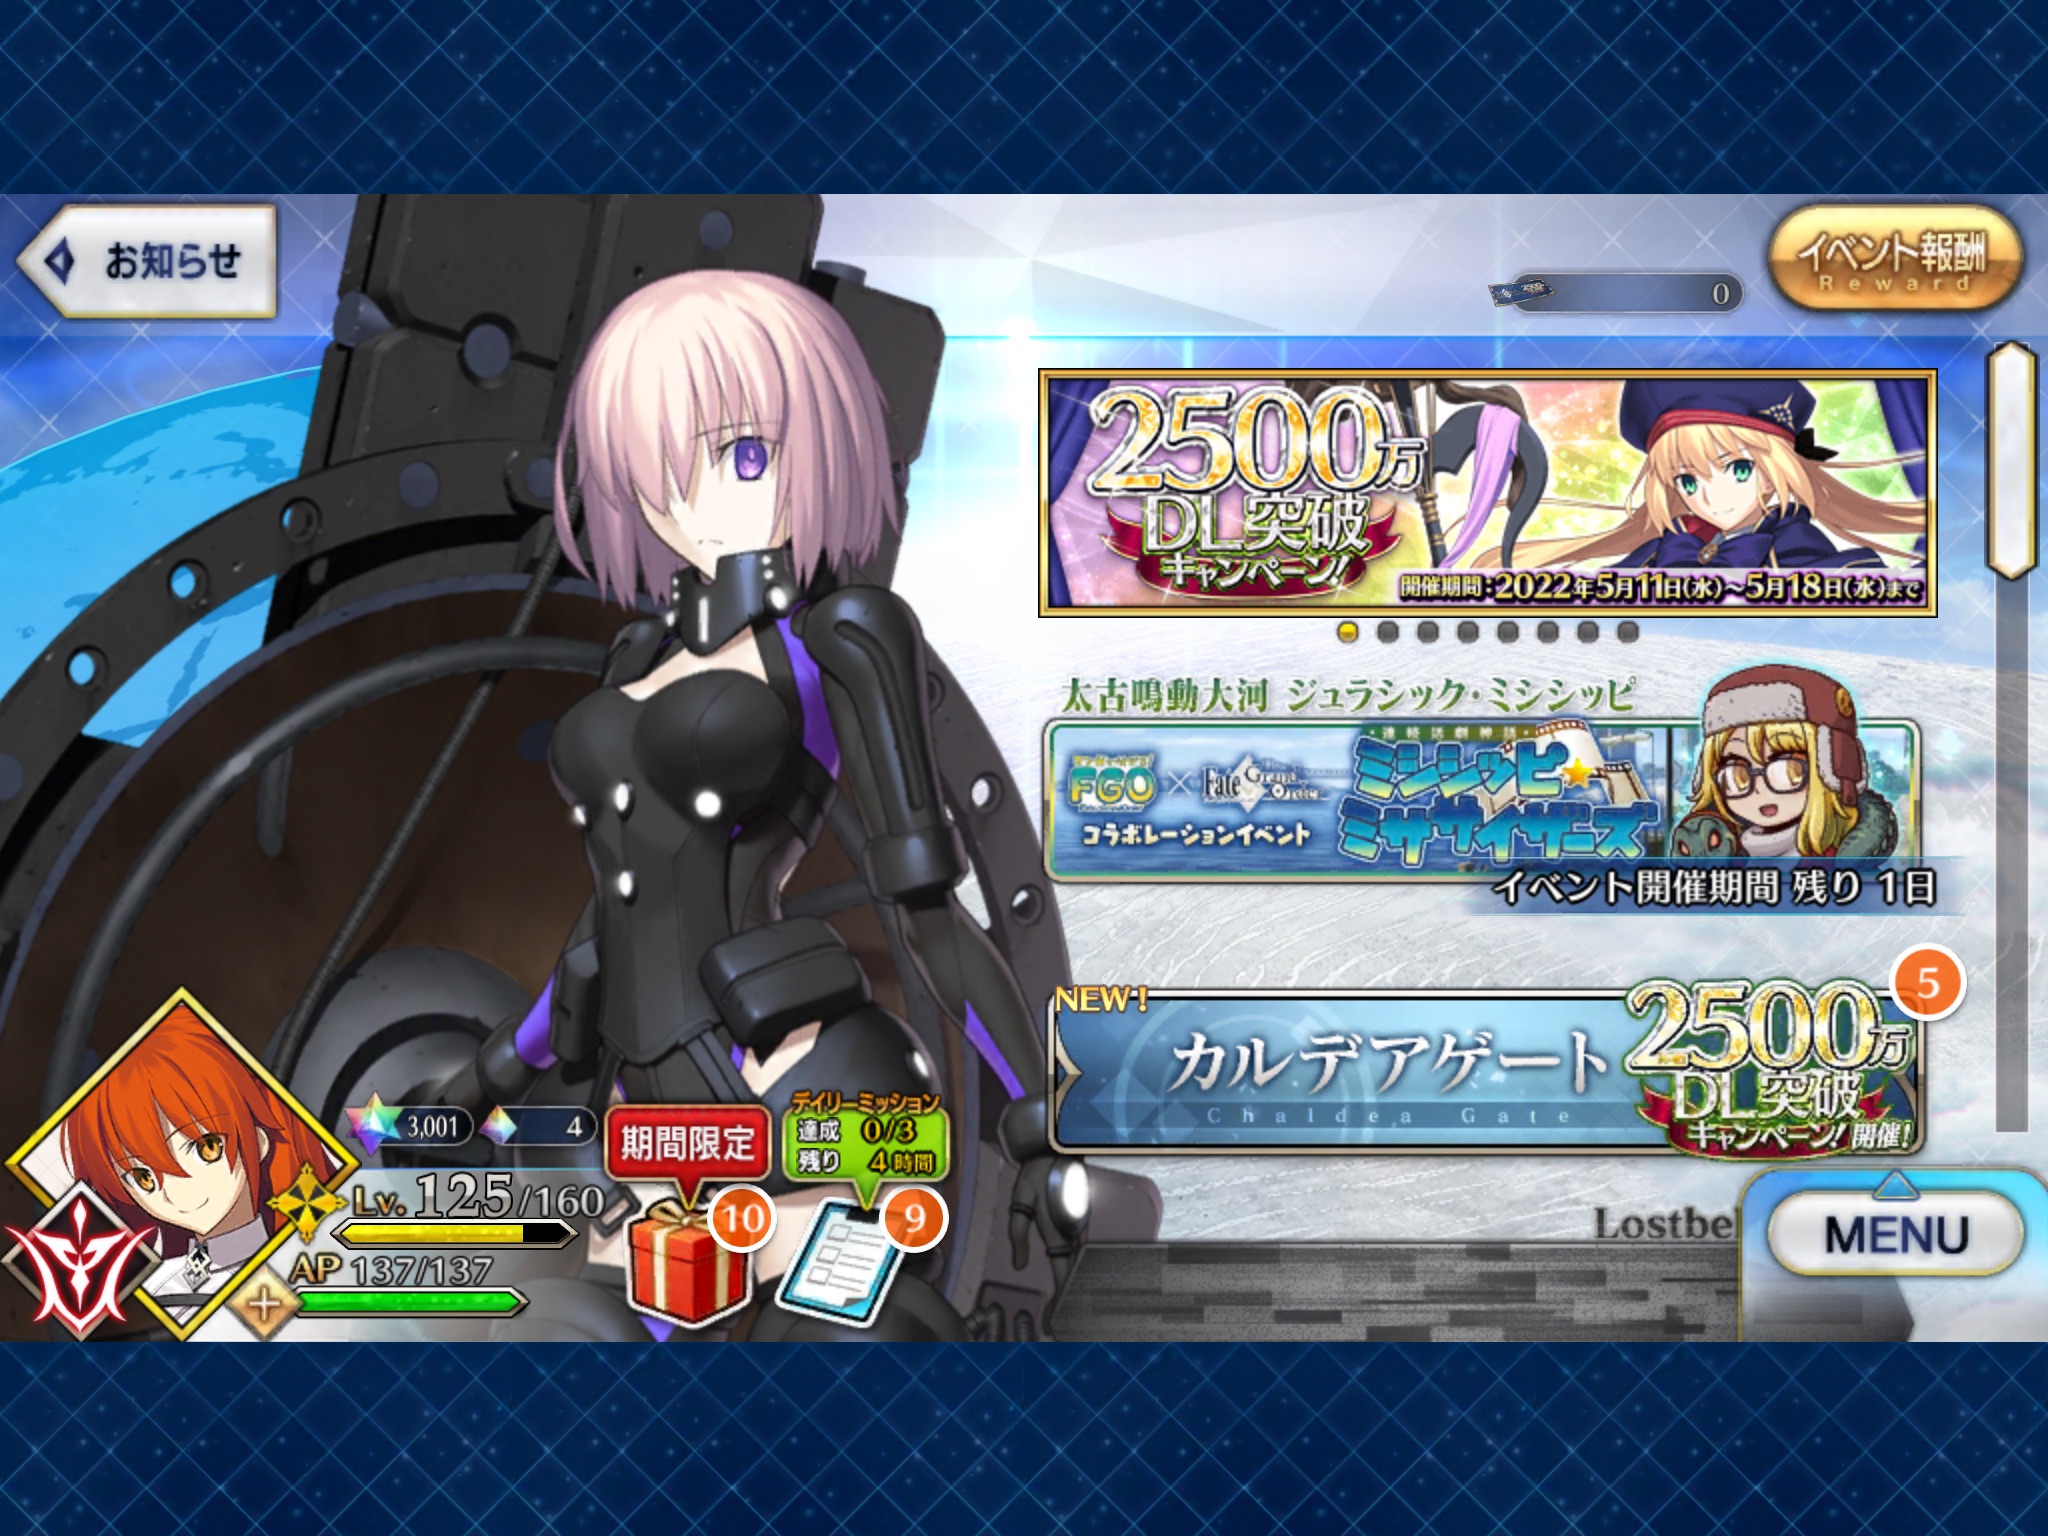 お知らせ
イベント報酬
Reward
0
2500万
DL突破
キャンペーン!
開催期間:2022年5月11日(水)~5月18日(水)まで
太古鳴動大河 ジュラシック・ミシシッピ
連続活劇神話
FGO × Fate Grand Order
ミシシッピ
ミササイザーズ
コラボレーションイベント
イベント開催期間 残り 1日
5
NEW!
カルデアゲート
Chaldea Gate
2500万
DL突破
キャンペーン!開催!
Lostbe
MENU
3,001
4
期間限定
デイリーミッション
達成 0/3
残り 4時間
10
9
Lv. 125/160
AP 137/137